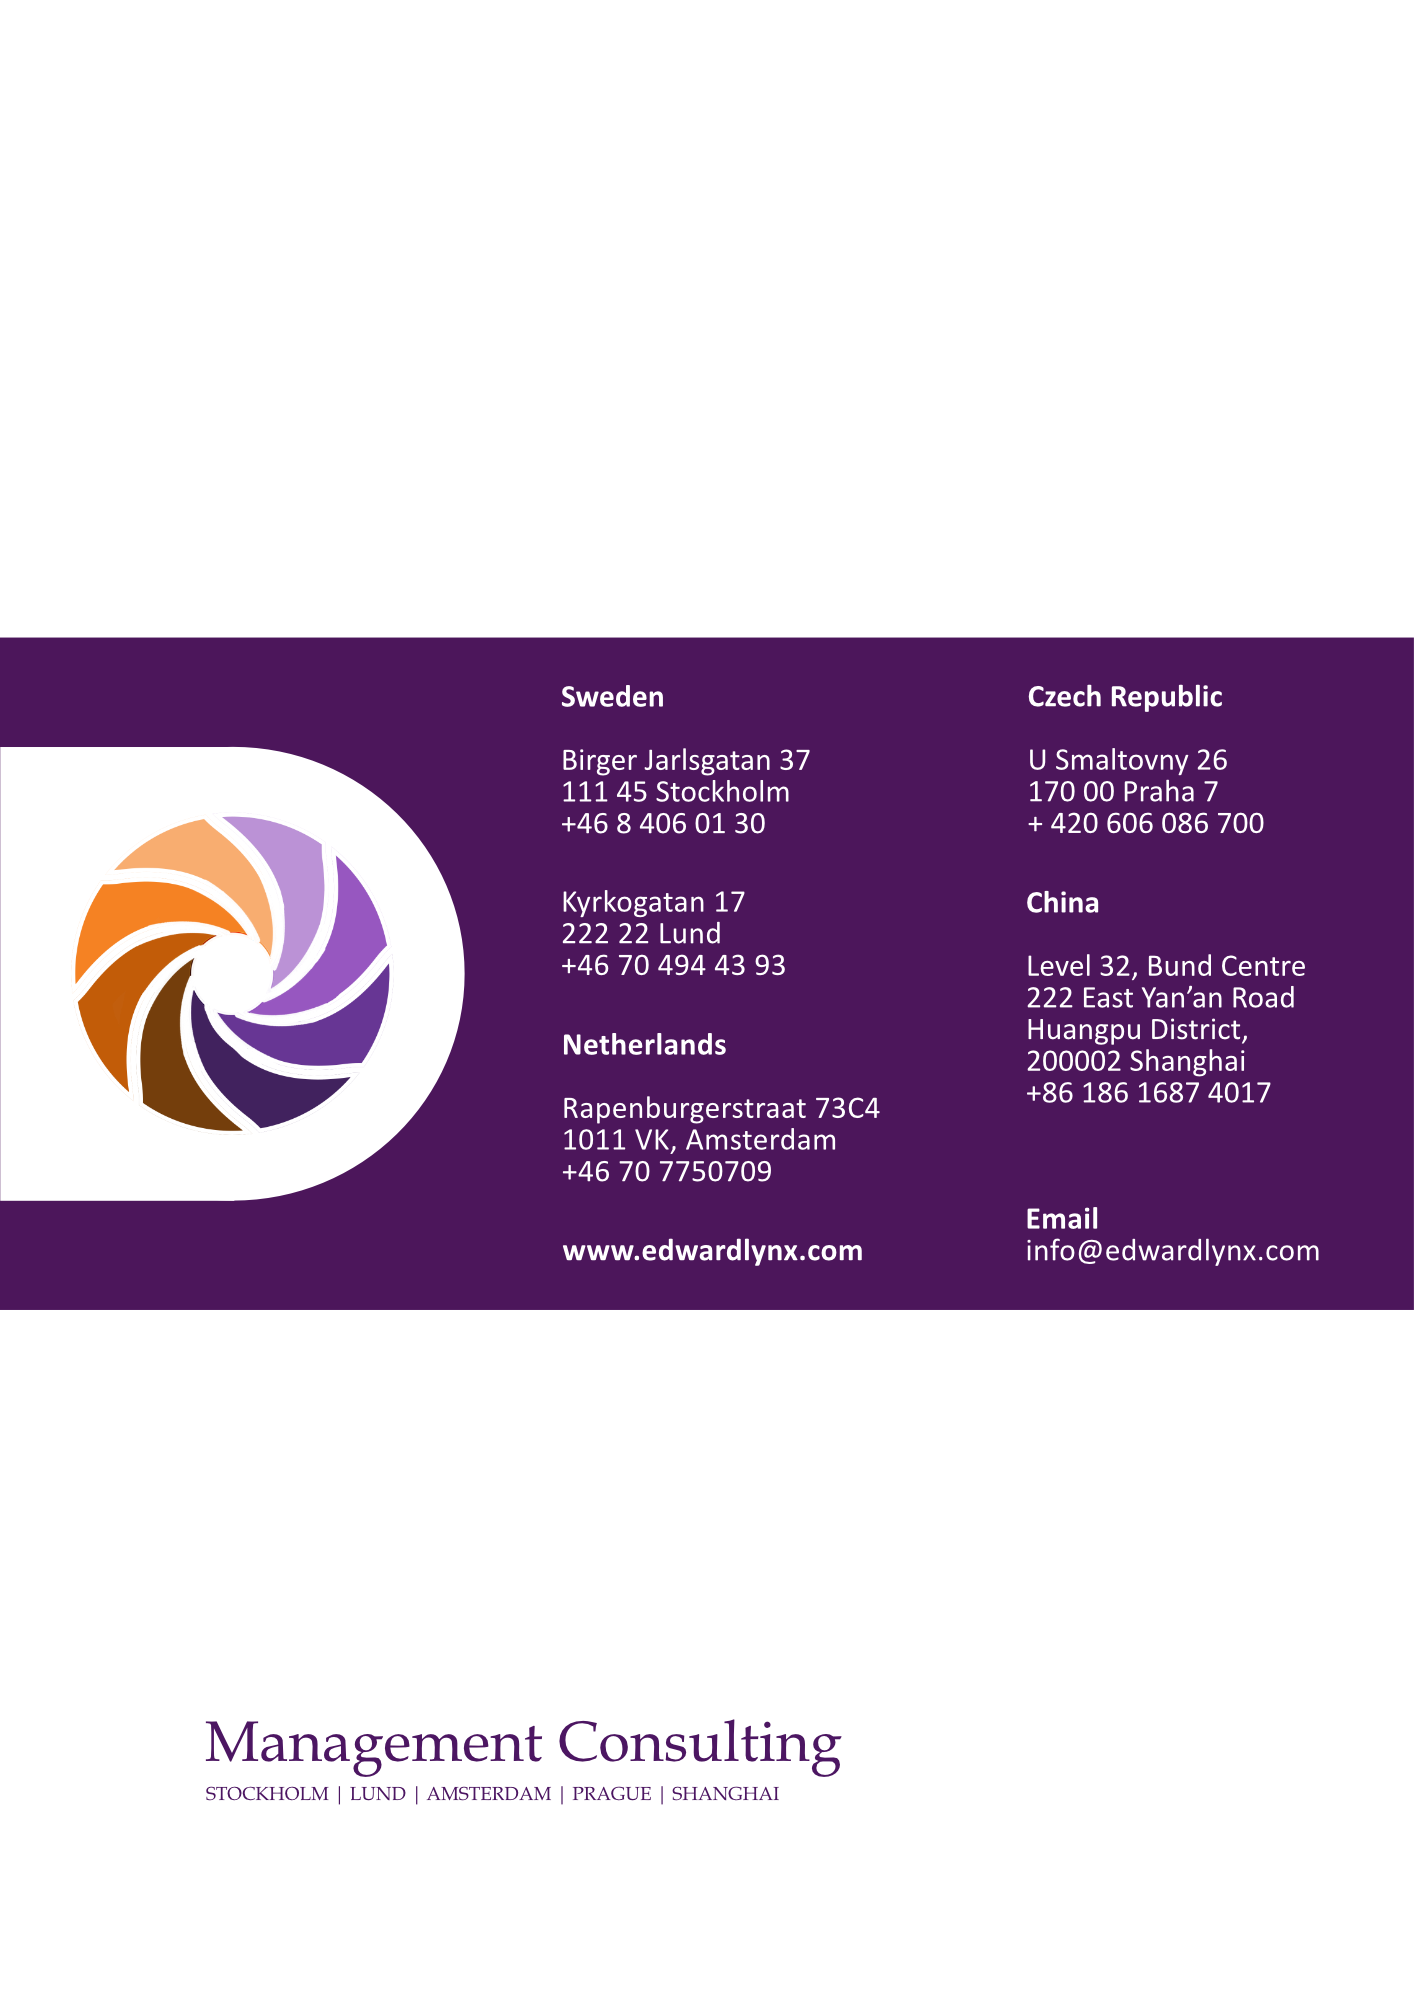 Sweden
Birger Jarlsgatan 37
111 45 Stockholm
+46 8 406 01 30
Kyrkogatan 17
222 22 Lund
+46 70 494 43 93
Netherlands
Rapenburgerstraat 73C4
1011 VK, Amsterdam
+46 70 7750709
www.edwardlynx.com
Czech Republic
U Smaltovny 26
170 00 Praha 7
+ 420 606 086 700
China
Level 32, Bund Centre
222 East Yan’an Road
Huangpu District,
200002 Shanghai
+86 186 1687 4017
Email
info@edwardlynx.com
Management Consulting
STOCKHOLM | LUND | AMSTERDAM | PRAGUE | SHANGHAI